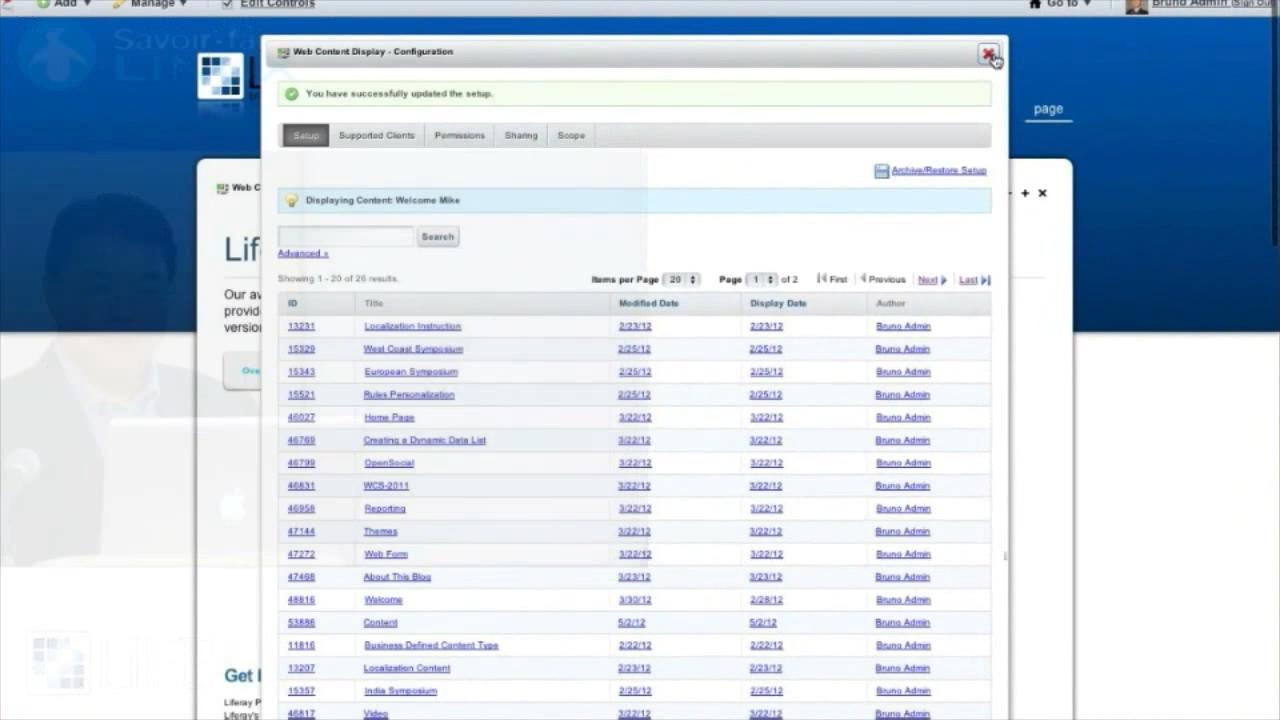 Add Manage Edit Controls Go to Bruno Admin (Sign Out)
Savoir-fa
LI
Web Content Display - Configuration
You have successfully updated the setup.
page
Setup Supported Clients Permissions Sharing Scope
Archive/Restore Setup
Web C
Displaying Content: Welcome Mike
Search
Lif
Advanced »
Showing 1 - 20 of 26 results. Items per Page 20 Page 1 of 2 First Previous Next Last
Our av
provid
versio
ID Title Modified Date Display Date Author
13231 Localization Instruction 2/23/12 2/23/12 Bruno Admin
15329 West Coast Symposium 2/25/12 2/25/12 Bruno Admin
15343 European Symposium 2/25/12 2/25/12 Bruno Admin
Ove
15521 Rules Personalization 2/25/12 2/25/12 Bruno Admin
46027 Home Page 3/22/12 3/22/12 Bruno Admin
46769 Creating a Dynamic Data List 3/22/12 3/22/12 Bruno Admin
46799 OpenSocial 3/22/12 3/22/12 Bruno Admin
46831 WCS-2011 3/22/12 3/22/12 Bruno Admin
46958 Reporting 3/22/12 3/22/12 Bruno Admin
47144 Themes 3/22/12 3/22/12 Bruno Admin
47272 Web Form 3/22/12 3/22/12 Bruno Admin
47468 About This Blog 3/23/12 3/23/12 Bruno Admin
48816 Welcome 3/30/12 2/28/12 Bruno Admin
53886 Content 5/2/12 5/2/12 Bruno Admin
11816 Business Defined Content Type 2/22/12 2/22/12 Bruno Admin
13207 Localization Content 2/23/12 2/23/12 Bruno Admin
Get
15357 India Symposium 2/25/12 2/25/12 Bruno Admin
Liferay P
46817 Video 3/22/12 3/22/12 Bruno Admin
Liferay's